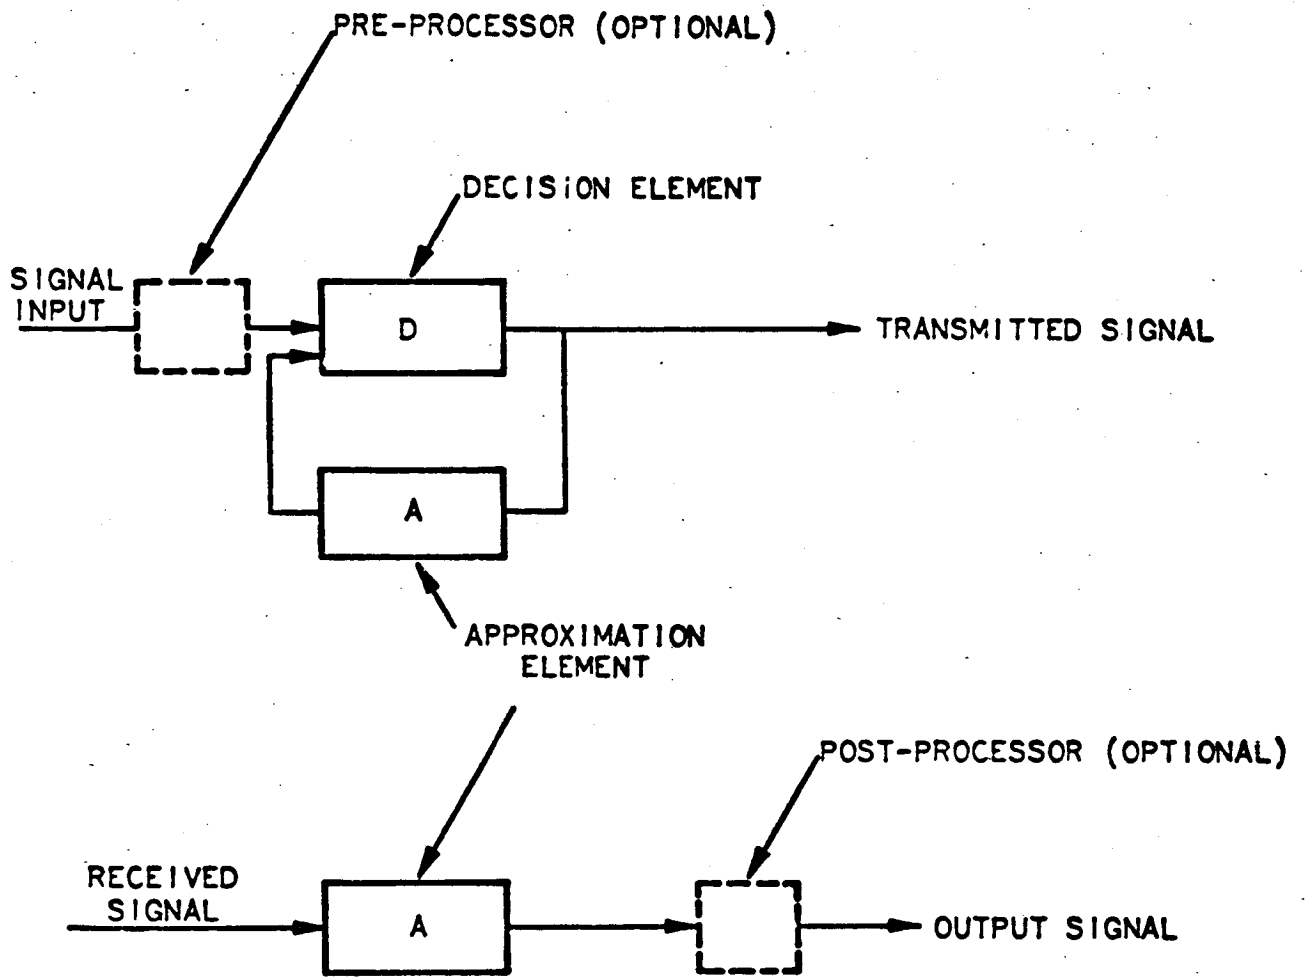 PRE-PROCESSOR (OPTIONAL)
DECISION ELEMENT
SIGNAL
INPUT
D
TRANSMITTED SIGNAL
A
APPROXIMATION
ELEMENT
POST-PROCESSOR (OPTIONAL)
RECEIVED
SIGNAL
A
OUTPUT SIGNAL